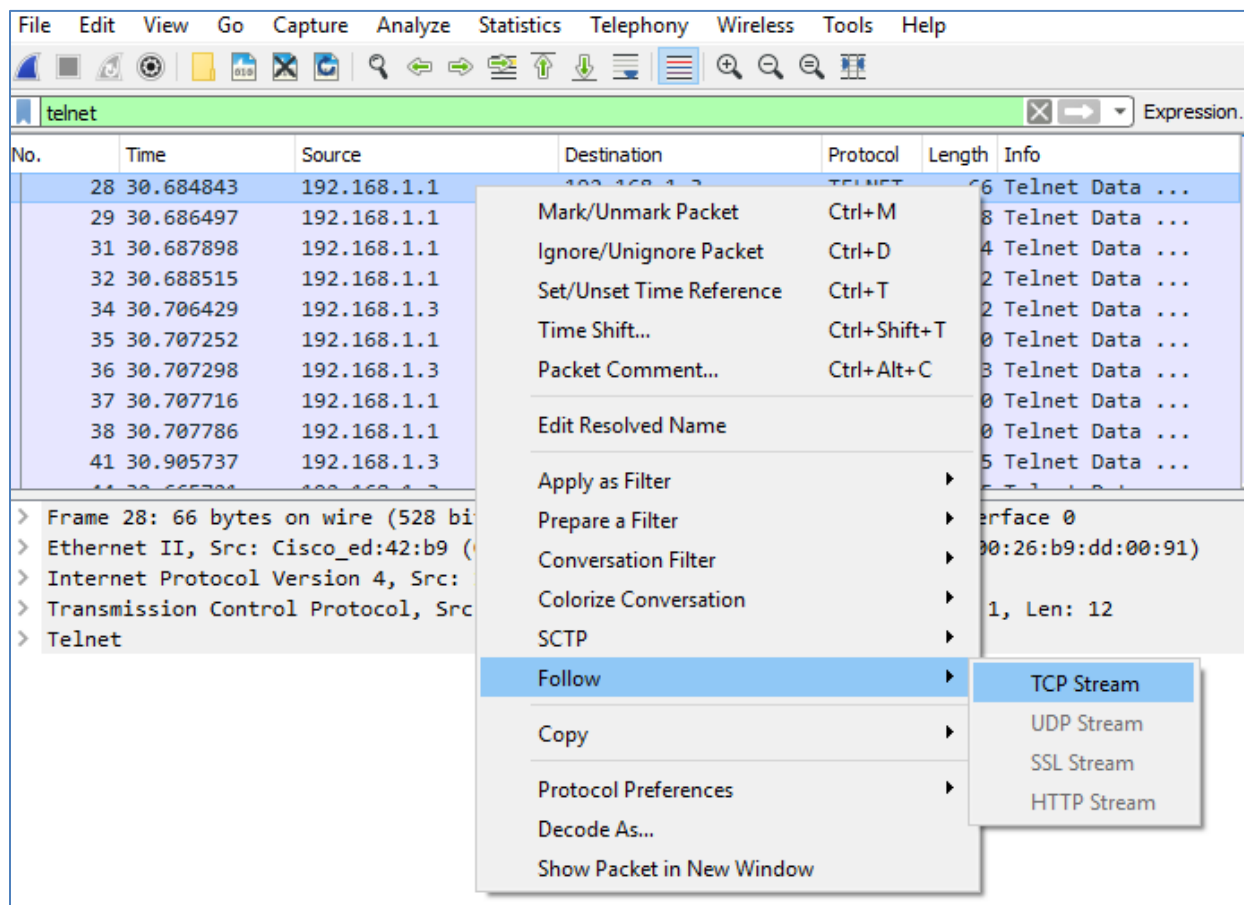 File Edit View Go Capture Analyze Statistics Telephony Wireless Tools Help
telnet Expression.
No. Time Source Destination Protocol Length Info
28 30.684843 192.168.1.1 6 Telnet Data ...
29 30.686497 192.168.1.1 8 Telnet Data ...
31 30.687898 192.168.1.1 4 Telnet Data ...
32 30.688515 192.168.1.1 2 Telnet Data ...
34 30.706429 192.168.1.3 2 Telnet Data ...
35 30.707252 192.168.1.1 0 Telnet Data ...
36 30.707298 192.168.1.3 3 Telnet Data ...
37 30.707716 192.168.1.1 0 Telnet Data ...
38 30.707786 192.168.1.1 0 Telnet Data ...
41 30.905737 192.168.1.3 5 Telnet Data ...
> Frame 28: 66 bytes on wire (528 bi erface 0
> Ethernet II, Src: Cisco_ed:42:b9 ( 00:26:b9:dd:00:91)
> Internet Protocol Version 4, Src:
> Transmission Control Protocol, Src 1, Len: 12
> Telnet
Mark/Unmark Packet Ctrl+M
Ignore/Unignore Packet Ctrl+D
Set/Unset Time Reference Ctrl+T
Time Shift... Ctrl+Shift+T
Packet Comment... Ctrl+Alt+C
Edit Resolved Name
Apply as Filter
Prepare a Filter
Conversation Filter
Colorize Conversation
SCTP
Follow
Copy
Protocol Preferences
Decode As...
Show Packet in New Window
TCP Stream
UDP Stream
SSL Stream
HTTP Stream